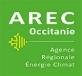 AREC
Occitanie
Agence
Régionale
Énergie Climat